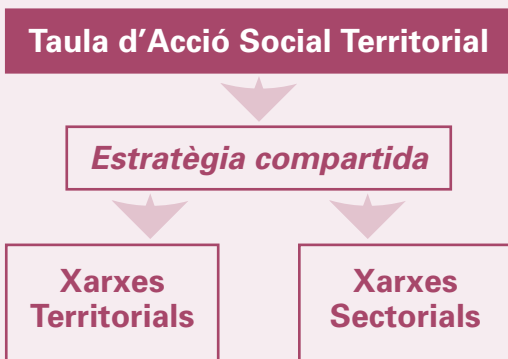 Taula d’Acció Social Territorial
Estratègia compartida
Xarxes
Territorials
Xarxes
Sectorials